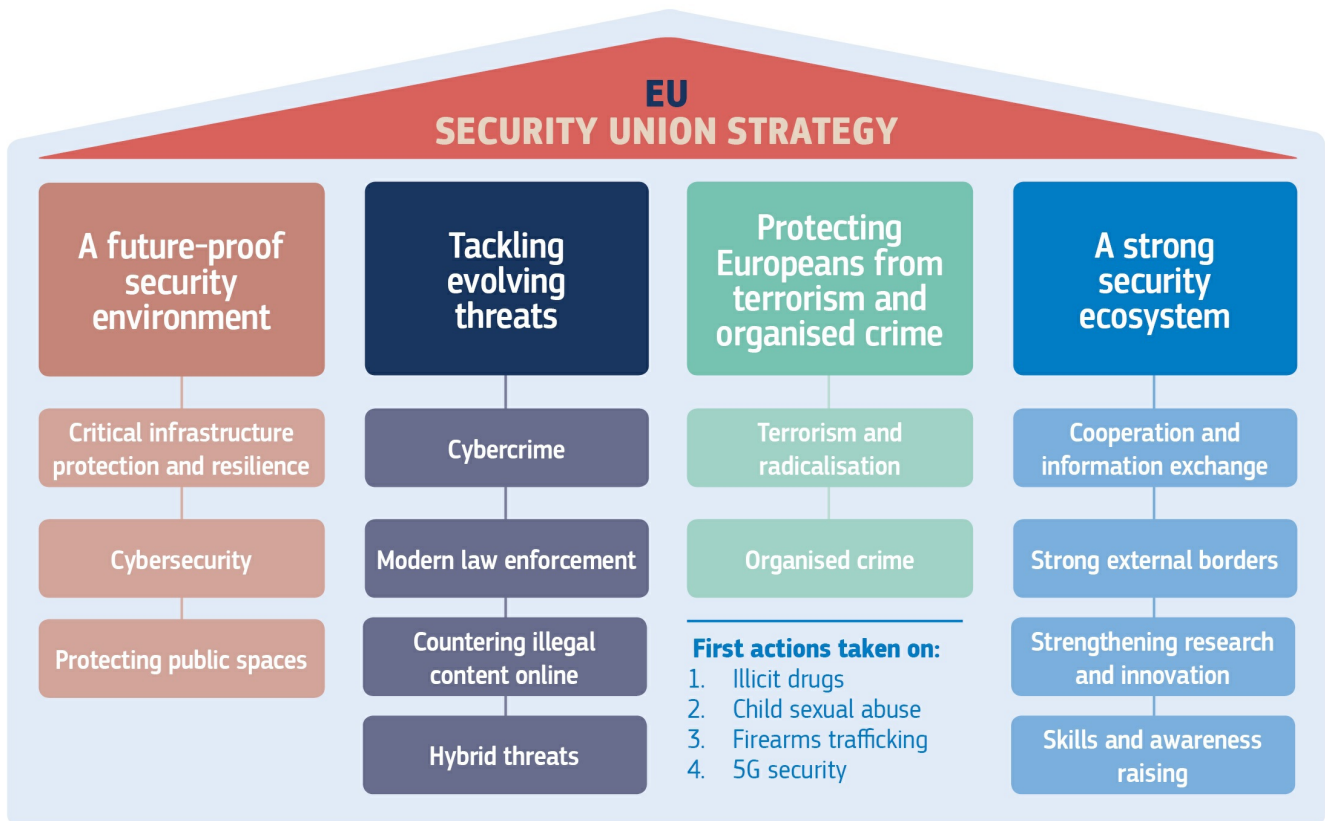 EU
SECURITY UNION STRATEGY
A future-proof
security
environment
Critical infrastructure
protection and resilience
Cybersecurity
Protecting public spaces
Tackling
evolving
threats
Cybercrime
Modern law enforcement
Countering illegal
content online
Hybrid threats
Protecting
Europeans from
terrorism and
organised crime
Terrorism and
radicalisation
Organised crime
First actions taken on:
1. Illicit drugs
2. Child sexual abuse
3. Firearms trafficking
4. 5G security
A strong
security
ecosystem
Cooperation and
information exchange
Strong external borders
Strengthening research
and innovation
Skills and awareness
raising